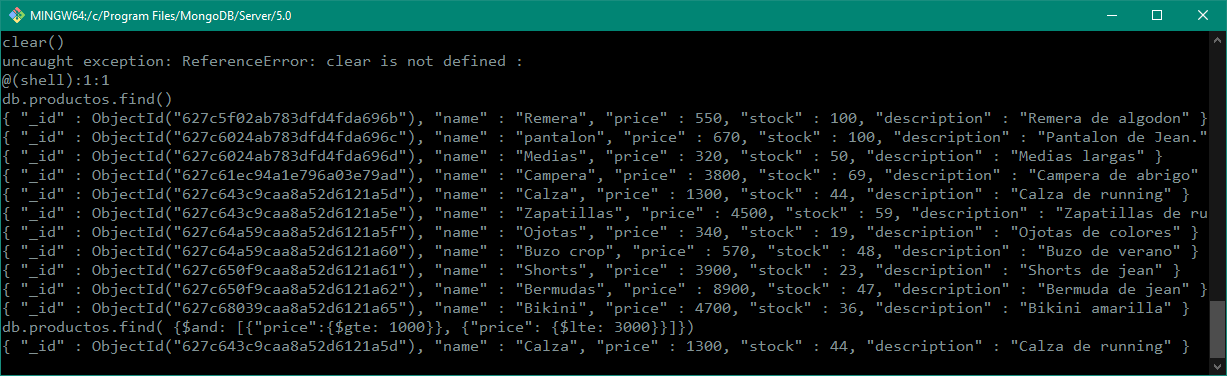 MINGW64:/c/Program Files/MongoDB/Server/5.0
clear()
uncaught exception: ReferenceError: clear is not defined :
@(shell):1:1
db.productos.find()
{ "_id" : ObjectId("627c5f02ab783dfd4fda696b"), "name" : "Remera", "price" : 550, "stock" : 100, "description" : "Remera de algodon" }
{ "_id" : ObjectId("627c6024ab783dfd4fda696c"), "name" : "pantalon", "price" : 670, "stock" : 100, "description" : "Pantalon de Jean."
{ "_id" : ObjectId("627c6024ab783dfd4fda696d"), "name" : "Medias", "price" : 320, "stock" : 50, "description" : "Medias largas" }
{ "_id" : ObjectId("627c61ec94a1e796a03e79ad"), "name" : "Campera", "price" : 3800, "stock" : 69, "description" : "Campera de abrigo"
{ "_id" : ObjectId("627c643c9caa8a52d6121a5d"), "name" : "Calza", "price" : 1300, "stock" : 44, "description" : "Calza de running" }
{ "_id" : ObjectId("627c643c9caa8a52d6121a5e"), "name" : "Zapatillas", "price" : 4500, "stock" : 59, "description" : "Zapatillas de ru
{ "_id" : ObjectId("627c64a59caa8a52d6121a5f"), "name" : "Ojotas", "price" : 340, "stock" : 19, "description" : "Ojotas de colores" }
{ "_id" : ObjectId("627c64a59caa8a52d6121a60"), "name" : "Buzo crop", "price" : 570, "stock" : 48, "description" : "Buzo de verano" }
{ "_id" : ObjectId("627c650f9caa8a52d6121a61"), "name" : "Shorts", "price" : 3900, "stock" : 23, "description" : "Shorts de jean" }
{ "_id" : ObjectId("627c650f9caa8a52d6121a62"), "name" : "Bermudas", "price" : 8900, "stock" : 47, "description" : "Bermuda de jean" }
{ "_id" : ObjectId("627c68039caa8a52d6121a65"), "name" : "Bikini", "price" : 4700, "stock" : 36, "description" : "Bikini amarilla" }
db.productos.find( {$and: [{"price":{$gte: 1000}}, {"price": {$lte: 3000}}]})
{ "_id" : ObjectId("627c643c9caa8a52d6121a5d"), "name" : "Calza", "price" : 1300, "stock" : 44, "description" : "Calza de running" }